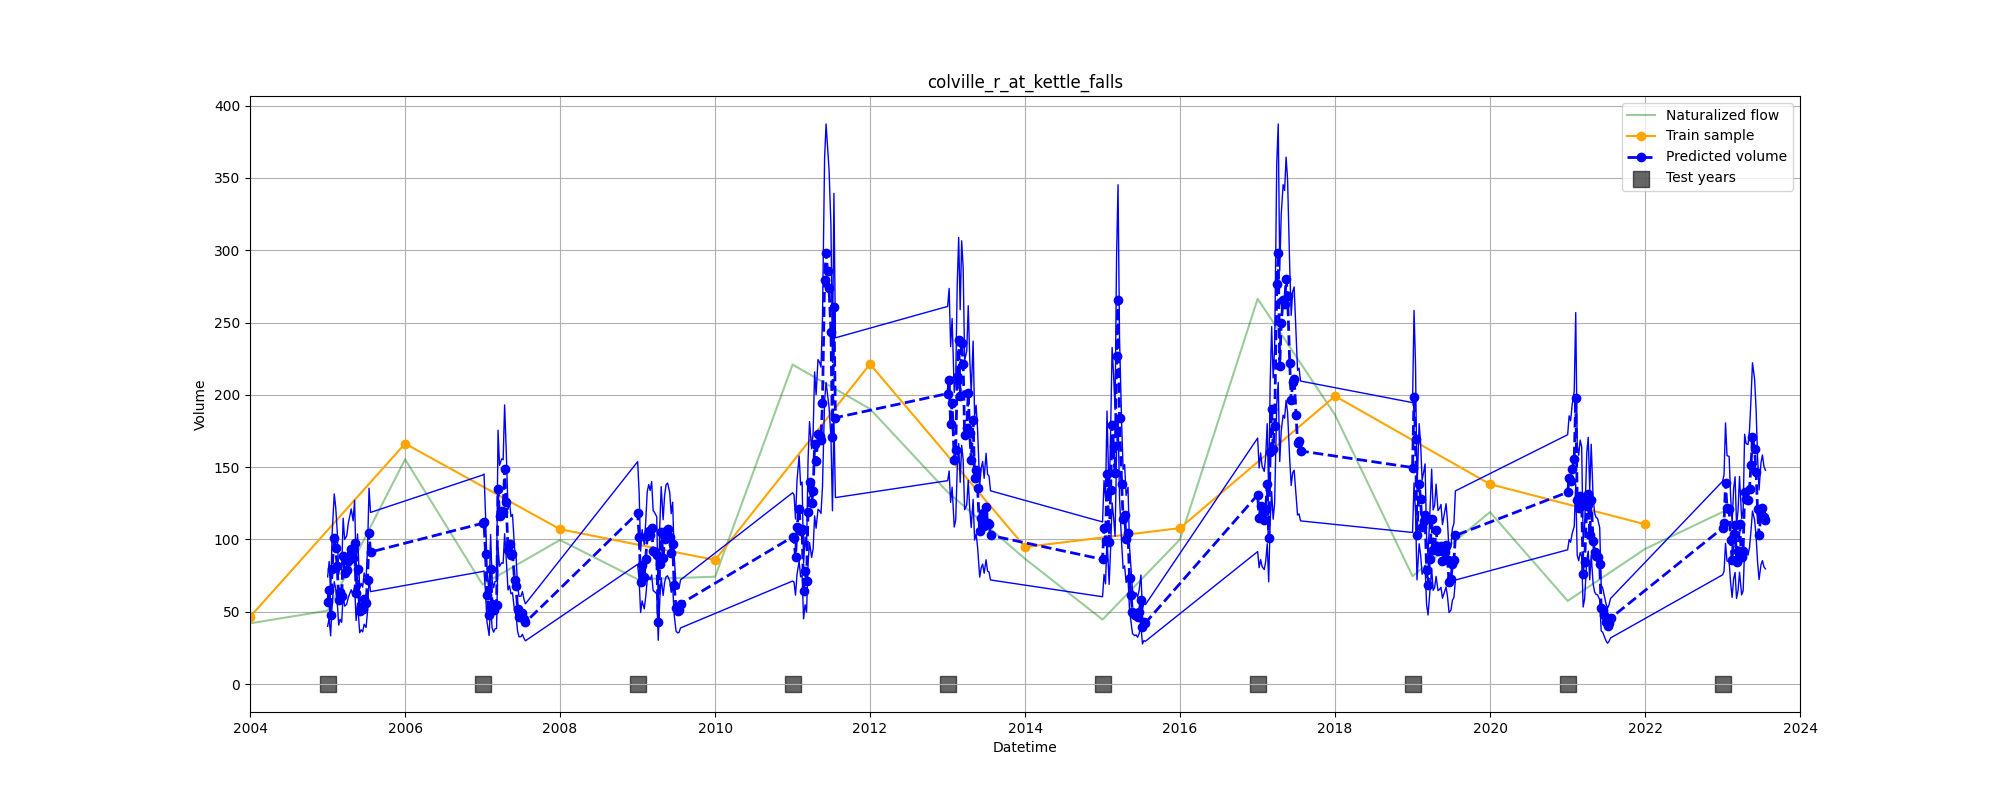 colville_r_at_kettle_falls
400
350
300
250
200
150
100
50
0
Volume
Naturalized flow
Train sample
Predicted volume
Test years
2004 2006 2008 2010 2012 2014 2016 2018 2020 2022 2024
Datetime